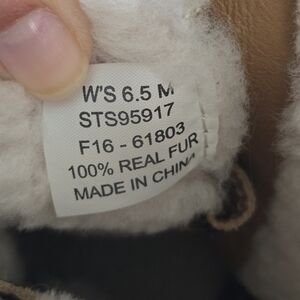 W'S 6.5 M
STS95917
F16 - 61803
100% REAL FUR
MADE IN CHINA